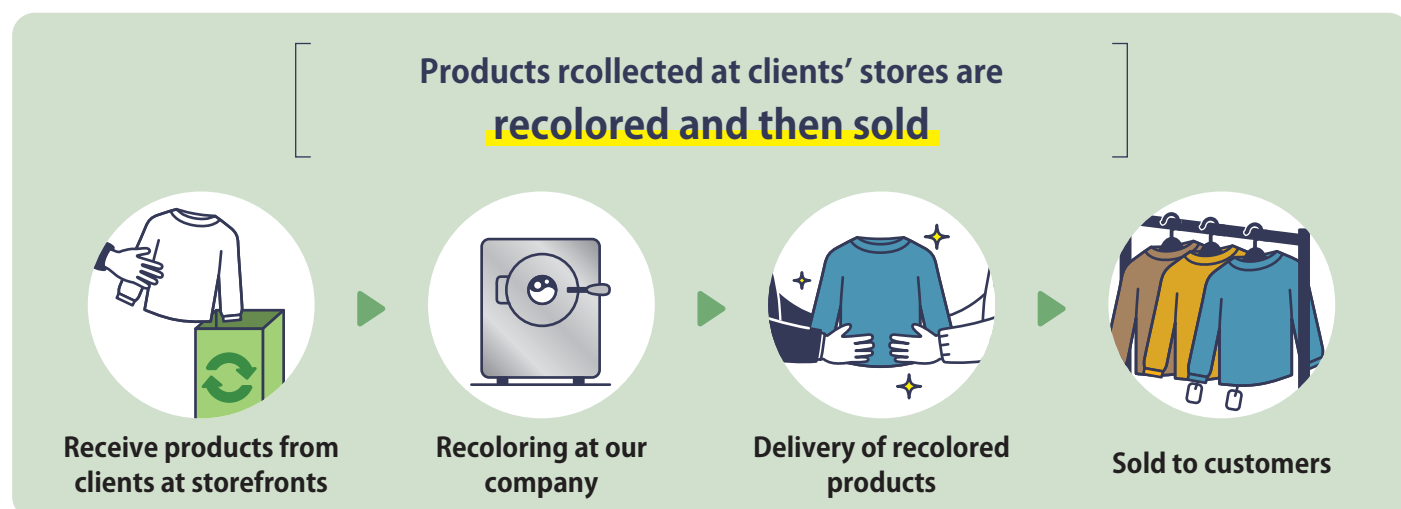 Products rcollected at clients’ stores are
recolored and then sold
Receive products from
clients at storefronts
Recoloring at our
company
Delivery of recolored
products
Sold to customers